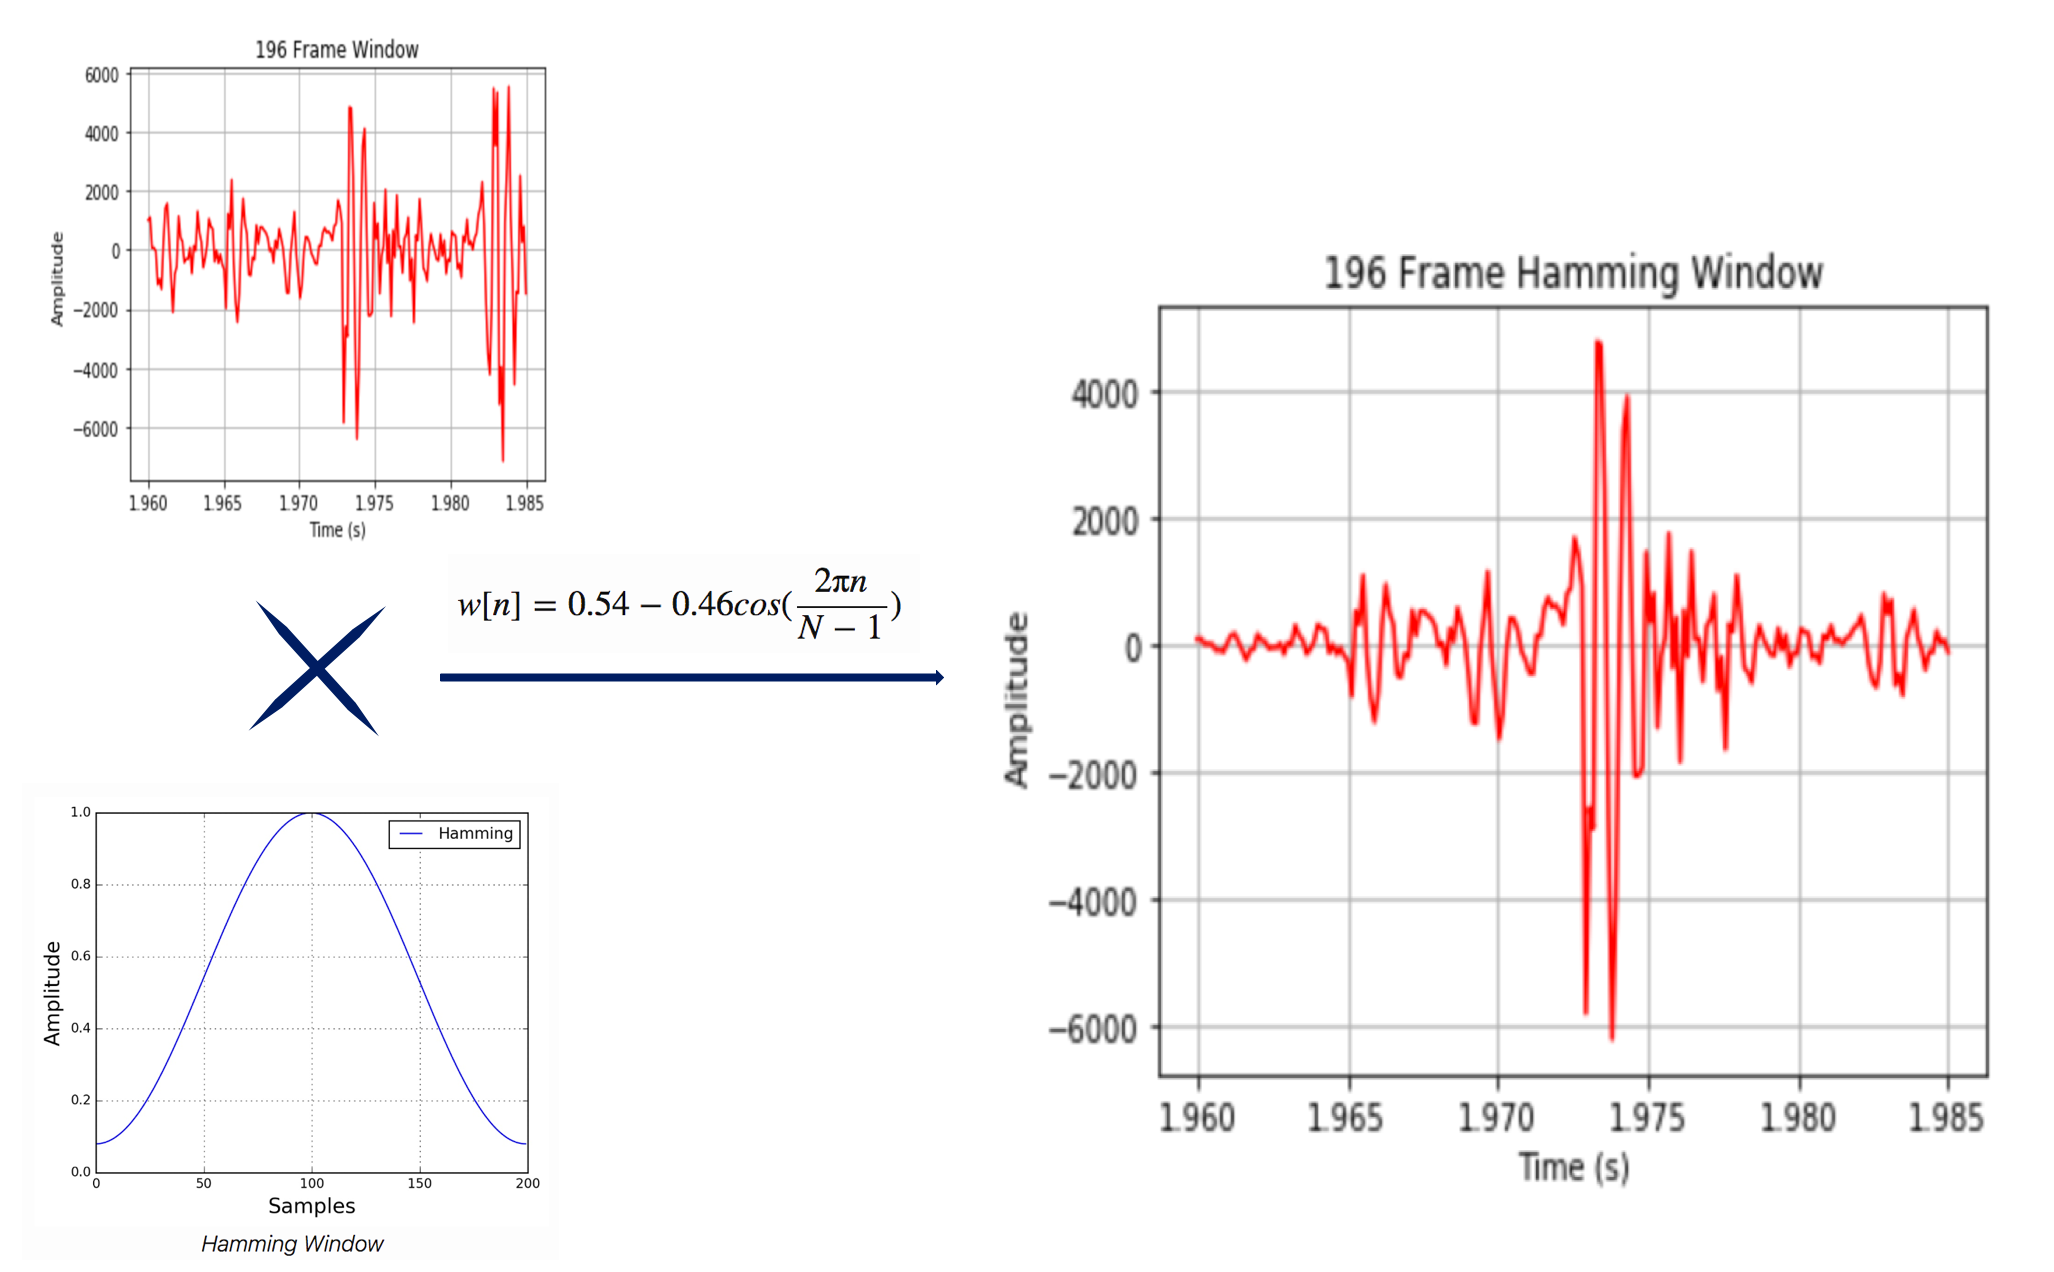 196 Frame Window
6000
4000
2000
0
−2000
−4000
−6000
Amplitude
1.960 1.965 1.970 1.975 1.980 1.985
Time (s)
w[n] = 0.54 − 0.46cos(2πn / N − 1)
1.0
0.8
0.6
0.4
0.2
0.0
Amplitude
Hamming
0 50 100 150 200
Samples
Hamming Window
196 Frame Hamming Window
4000
2000
0
−2000
−4000
−6000
Amplitude
1.960 1.965 1.970 1.975 1.980 1.985
Time (s)